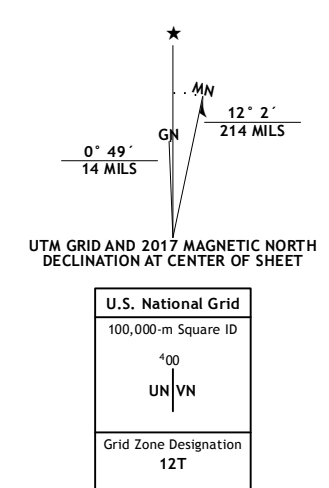 MN
GN
12° 2´
214 MILS
0° 49´
14 MILS
UTM GRID AND 2017 MAGNETIC NORTH
DECLINATION AT CENTER OF SHEET
U.S. National Grid
100,000-m Square ID
⁴00
UN VN
Grid Zone Designation
12T